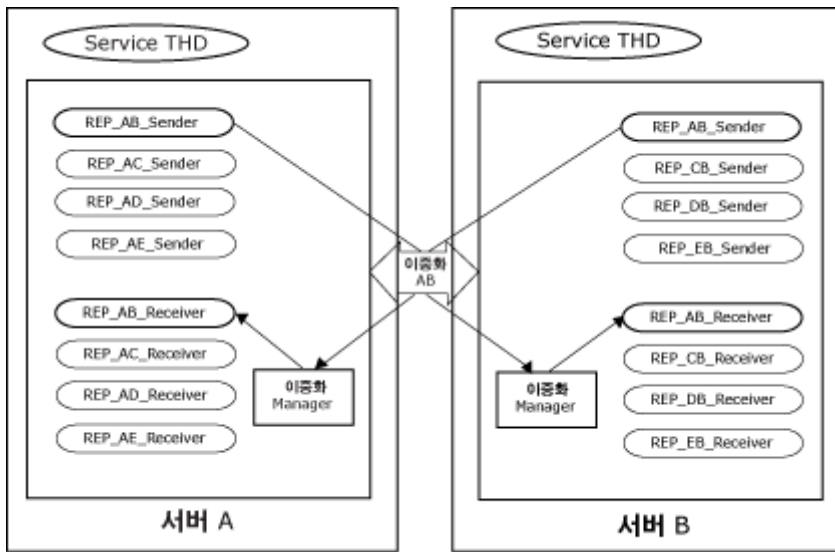 Service THD
REP_AB_Sender
REP_AC_Sender
REP_AD_Sender
REP_AE_Sender
REP_AB_Receiver
REP_AC_Receiver
REP_AD_Receiver
REP_AE_Receiver
이중화
Manager
서버 A
이중화
AB
Service THD
REP_AB_Sender
REP_CB_Sender
REP_DB_Sender
REP_EB_Sender
REP_AB_Receiver
REP_CB_Receiver
REP_DB_Receiver
REP_EB_Receiver
이중화
Manager
서버 B